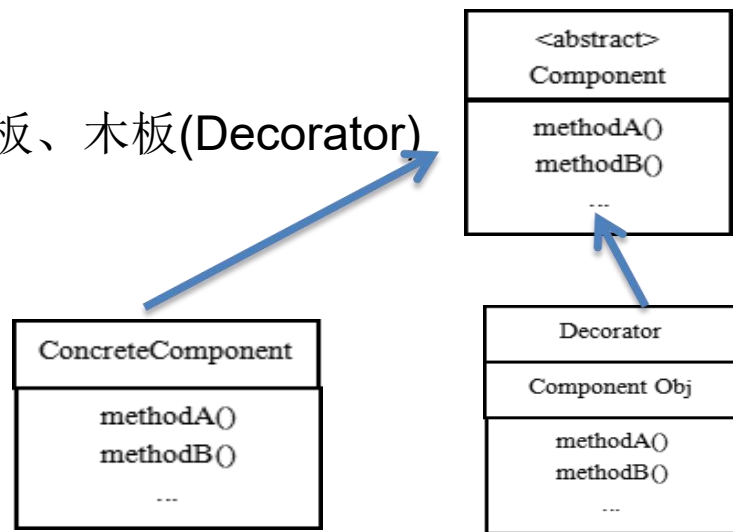 <abstract>
Component
methodA()
methodB()
...
板、木板(Decorator)
ConcreteComponent
methodA()
methodB()
...
Decorator
Component Obj
methodA()
methodB()
...